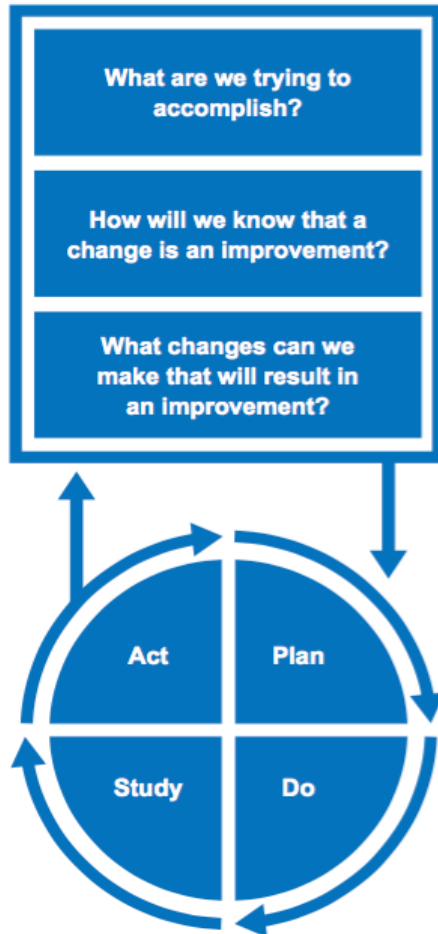 What are we trying to
accomplish?
How will we know that a
change is an improvement?
What changes can we
make that will result in
an improvement?
Act
Plan
Study
Do